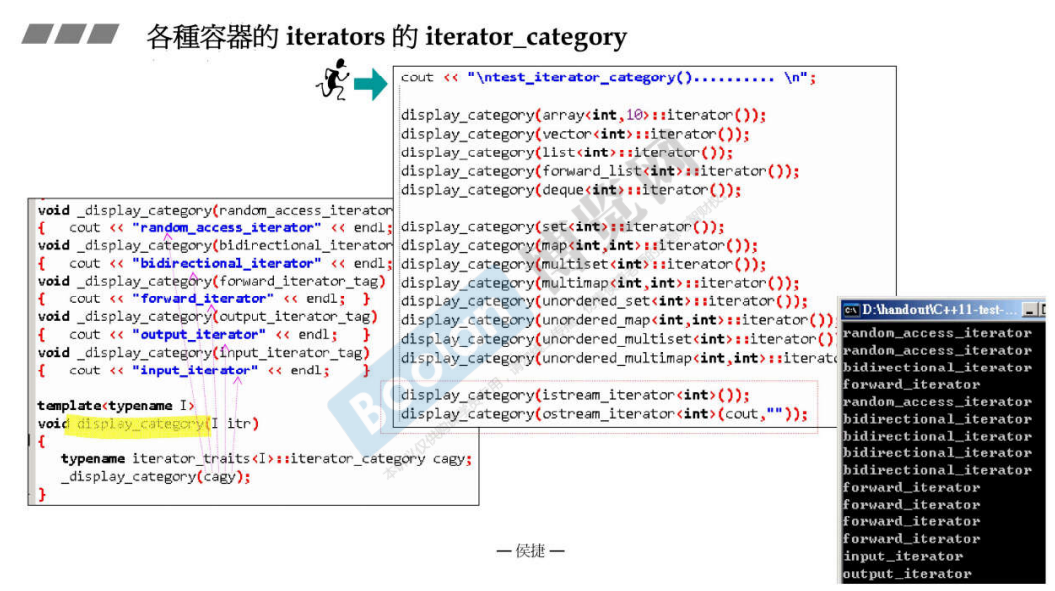 各種容器的 iterators 的 iterator_category
cout << "\ntest_iterator_category().......... \n";
display_category(array<int,10>::iterator());
display_category(vector<int>::iterator());
display_category(list<int>::iterator());
display_category(forward_list<int>::iterator());
display_category(deque<int>::iterator());
display_category(set<int>::iterator());
display_category(map<int,int>::iterator());
display_category(multiset<int>::iterator());
display_category(multimap<int,int>::iterator());
display_category(unordered_set<int>::iterator());
display_category(unordered_map<int,int>::iterator());
display_category(unordered_multiset<int>::iterator()
display_category(unordered_multimap<int,int>::iterato
display_category(istream_iterator<int>());
display_category(ostream_iterator<int>(cout,""));
void _display_category(random_access_iterator
{   cout << "random_access_iterator" << endl;
void _display_category(bidirectional_iterator
{   cout << "bidirectional_iterator" << endl;
void _display_category(forward_iterator_tag)
{   cout << "forward_iterator" << endl;  }
void _display_category(output_iterator_tag)
{   cout << "output_iterator" << endl;   }
void _display_category(input_iterator_tag)
{   cout << "input_iterator" << endl;    }
template<typename I>
void display_category(I itr)
{
typename iterator_traits<I>::iterator_category cagy;
_display_category(cagy);
}
D:\handout\C++11-test-...
random_access_iterator
random_access_iterator
bidirectional_iterator
forward_iterator
random_access_iterator
bidirectional_iterator
bidirectional_iterator
bidirectional_iterator
bidirectional_iterator
forward_iterator
forward_iterator
forward_iterator
forward_iterator
input_iterator
output_iterator
Boolan 博览网
— 侯捷 —